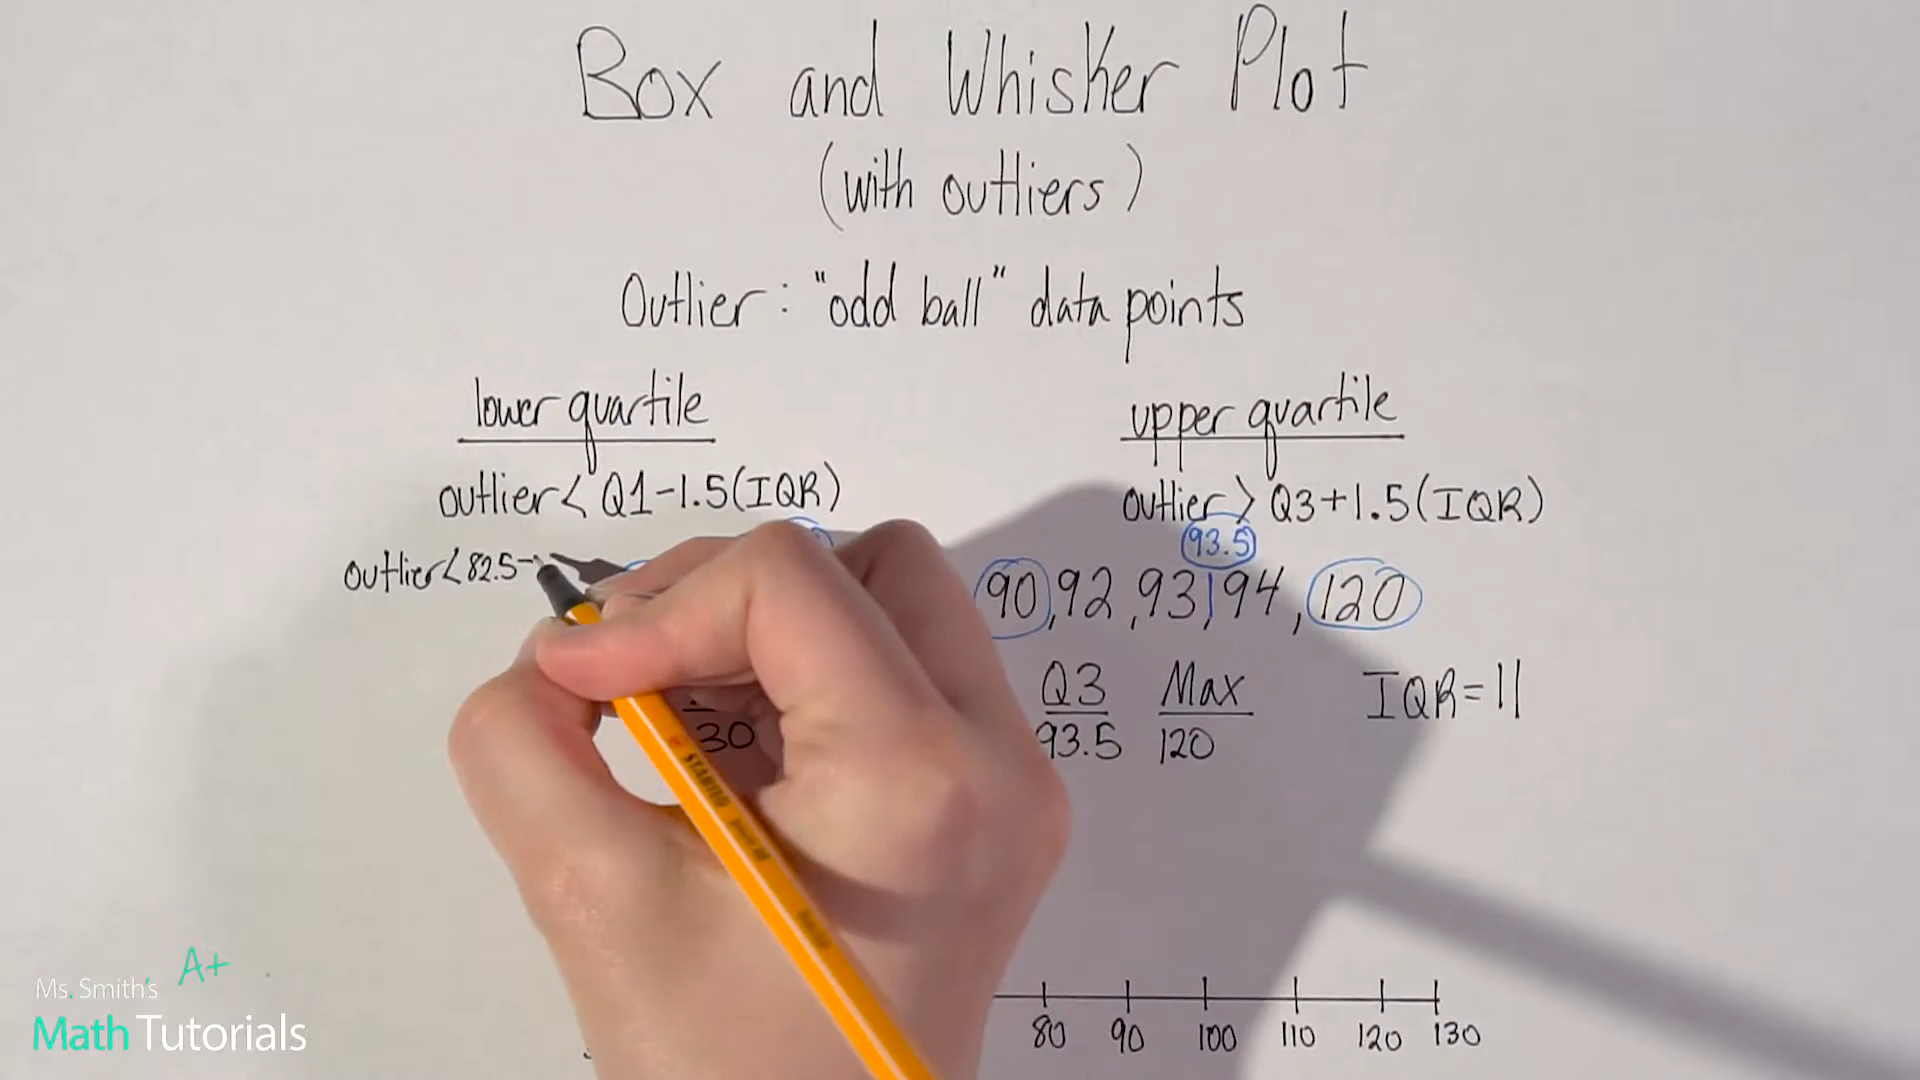 Box and Whisker Plot
(with outliers)
Outlier: "odd ball" data points
lower quartile
outlier < Q1-1.5(IQR)
upper quartile
outlier > Q3+1.5(IQR)
outlier<82.5-
93.5
90, 92, 93, 94, 120
30
Q3
93.5
Max
120
IQR=11
80 90 100 110 120 130
STABILO
A+
Ms. Smith's
Math Tutorials